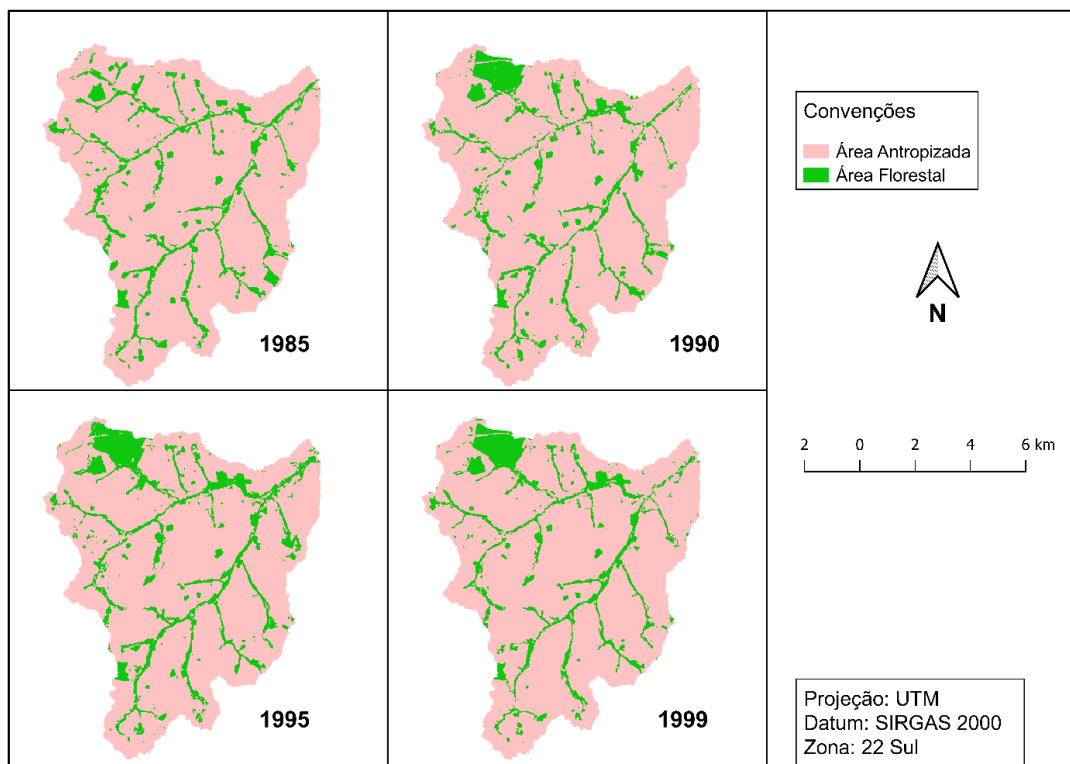 1985
1990
1995
1999
Convenções
Área Antropizada
Área Florestal
N
2 0 2 4 6 km
Projeção: UTM
Datum: SIRGAS 2000
Zona: 22 Sul